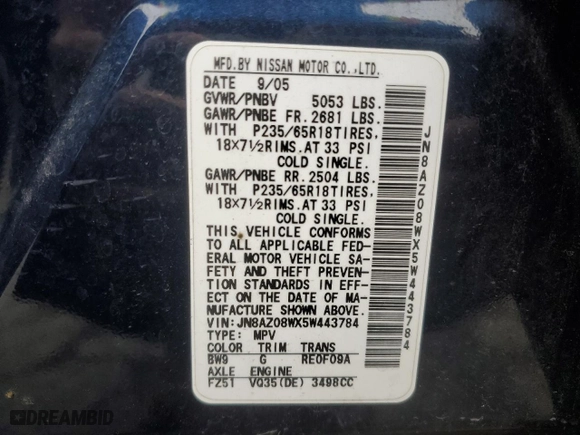 MFD.BY NISSAN MOTOR CO.,LTD.
DATE 9/05
GVWR/PNBV 5053 LBS.
GAWR/PNBE FR.2681 LBS.
WITH P235/65R18TIRES,
18X7½RIMS.AT 33 PSI
COLD SINGLE.
GAWR/PNBE RR.2504 LBS.
WITH P235/65R18TIRES,
18X7½RIMS.AT 33 PSI
COLD SINGLE.
THIS VEHICLE CONFORMS
TO ALL APPLICABLE FED-
ERAL MOTOR VEHICLE SA-
FETY AND THEFT PREVEN-
TION STANDARDS IN EFF-
ECT ON THE DATE OF MA-
NUFACTURE SHOWN ABOVE.
VIN:JN8AZ08WX5W443784
TYPE: MPV
COLOR TRIM TRANS
BW9 G RE0F09A
AXLE ENGINE
FZ51 VQ35(DE) 3498CC
JN8AZ08WX5W443784
DREAMBID